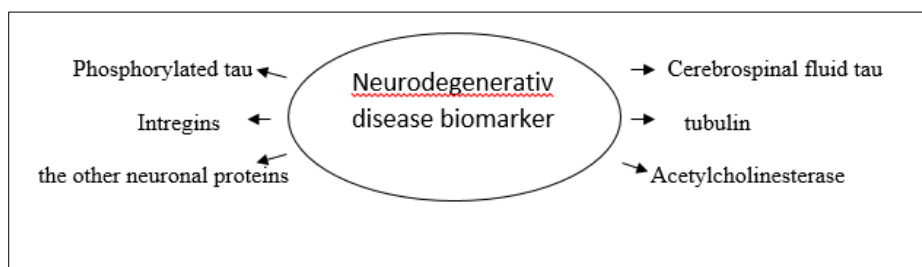 Phosphorylated tau
Intregins
the other neuronal proteins
Neurodegenerativ
disease biomarker
Cerebrospinal fluid tau
tubulin
Acetylcholinesterase